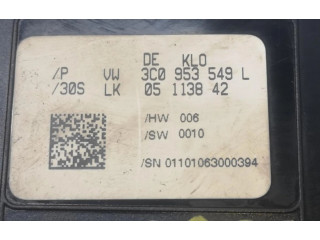 DE KLO
/P VW 3C0 953 549 L
/30S LK 05 1138 42
/HW 006
/SW 0010
/SN 01101063000394